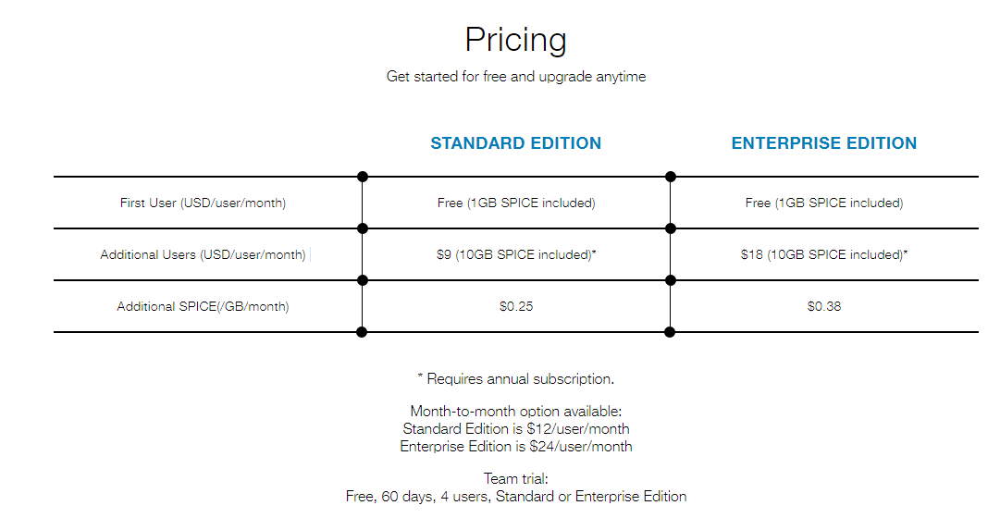 Pricing
Get started for free and upgrade anytime
STANDARD EDITION ENTERPRISE EDITION
First User (USD/user/month) Free (1GB SPICE included) Free (1GB SPICE included)
Additional Users (USD/user/month) $9 (10GB SPICE included)* $18 (10GB SPICE included)*
Additional SPICE(/GB/month) $0.25 $0.38
* Requires annual subscription.
Month-to-month option available:
Standard Edition is $12/user/month
Enterprise Edition is $24/user/month
Team trial:
Free, 60 days, 4 users, Standard or Enterprise Edition